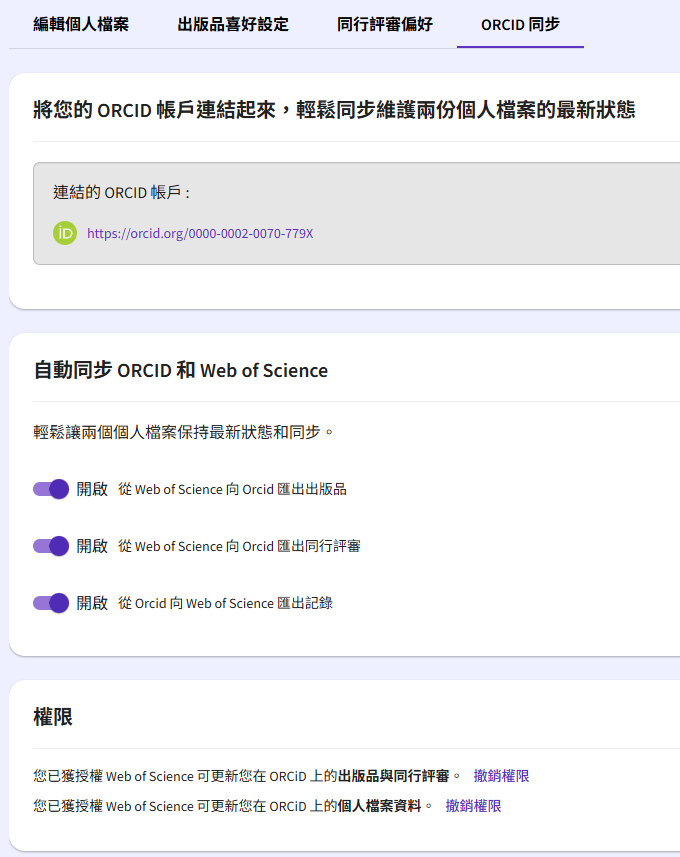 編輯個人檔案 出版品喜好設定 同行評審偏好 ORCID 同步
將您的 ORCID 帳戶連結起來，輕鬆同步維護兩份個人檔案的最新狀態
連結的 ORCID 帳戶 :
iD https://orcid.org/0000-0002-0070-779X
自動同步 ORCID 和 Web of Science
輕鬆讓兩個個人檔案保持最新狀態和同步。
開啟 從 Web of Science 向 Orcid 匯出出版品
開啟 從 Web of Science 向 Orcid 匯出同行評審
開啟 從 Orcid 向 Web of Science 匯出記錄
權限
您已獲授權 Web of Science 可更新您在 ORCiD 上的出版品與同行評審。 撤銷權限
您已獲授權 Web of Science 可更新您在 ORCiD 上的個人檔案資料。 撤銷權限